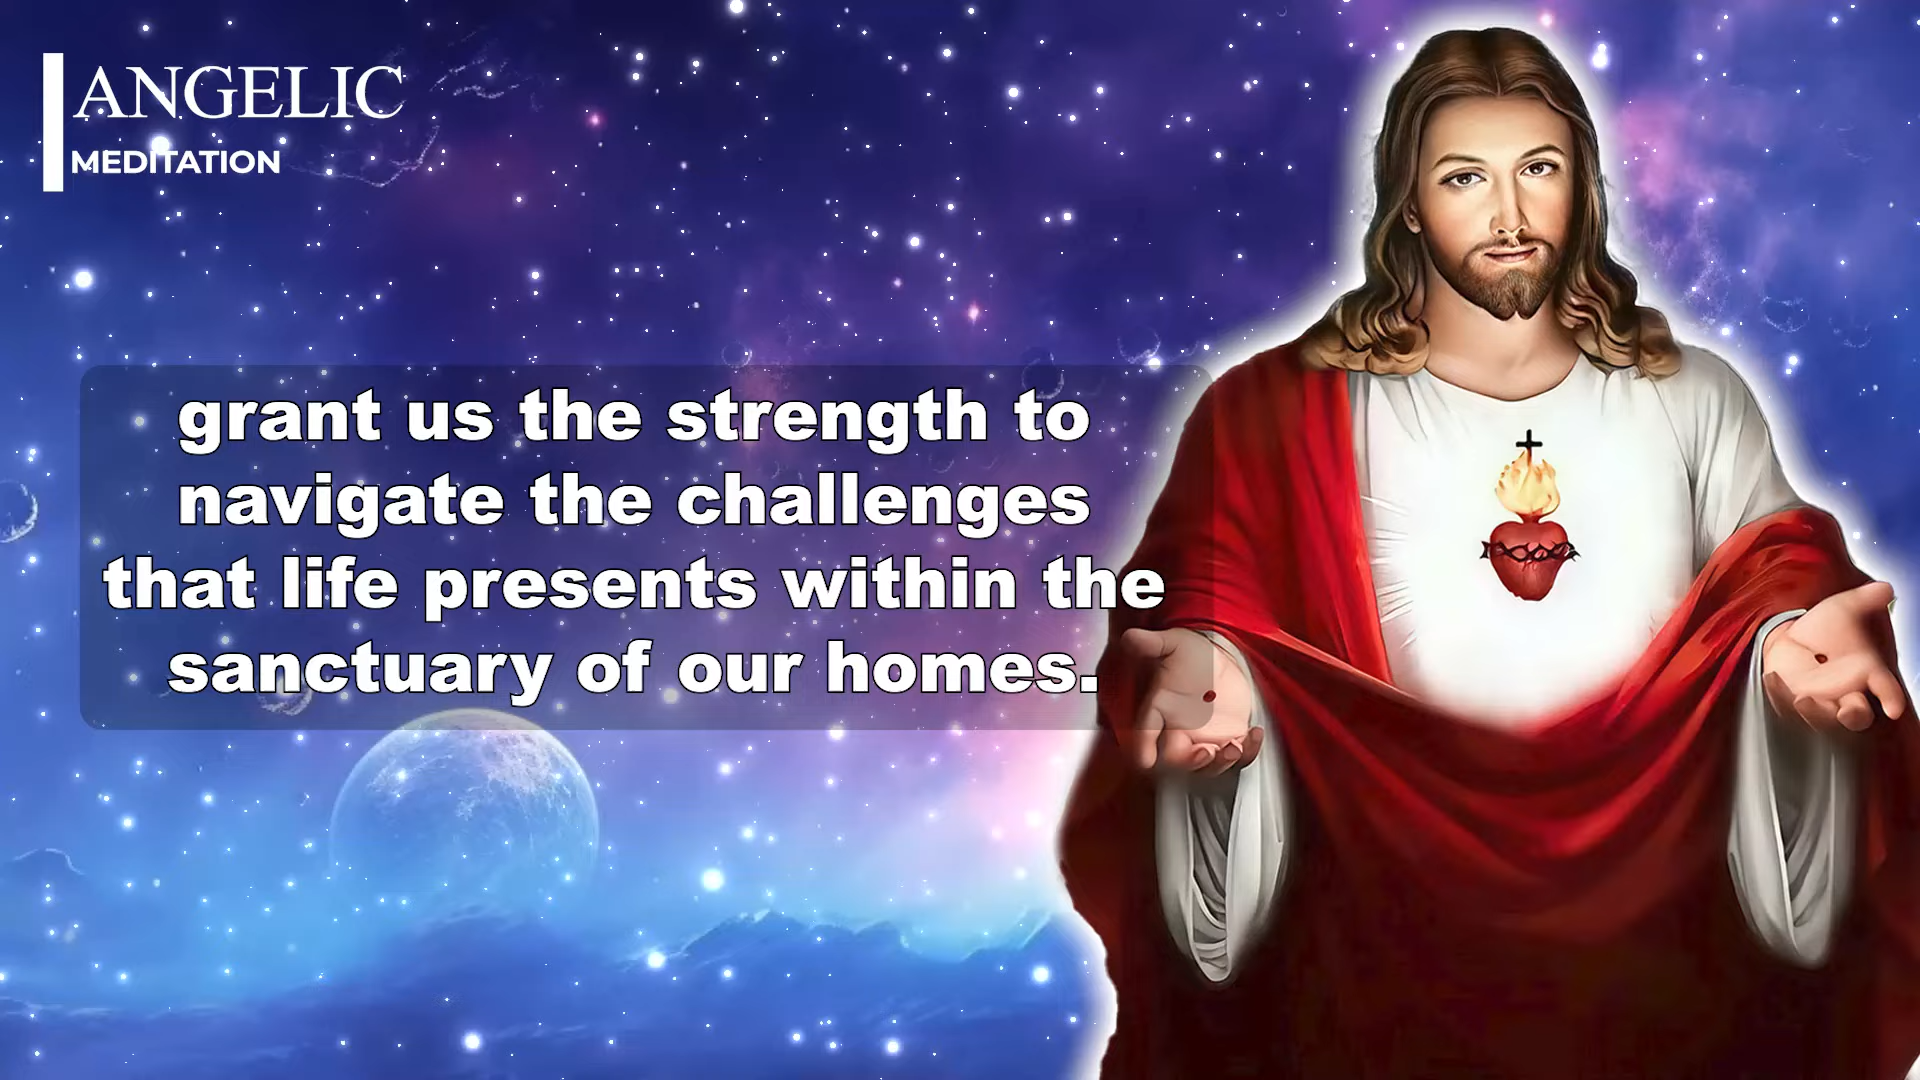 ANGELIC
MEDITATION
grant us the strength to
navigate the challenges
that life presents within the
sanctuary of our homes.